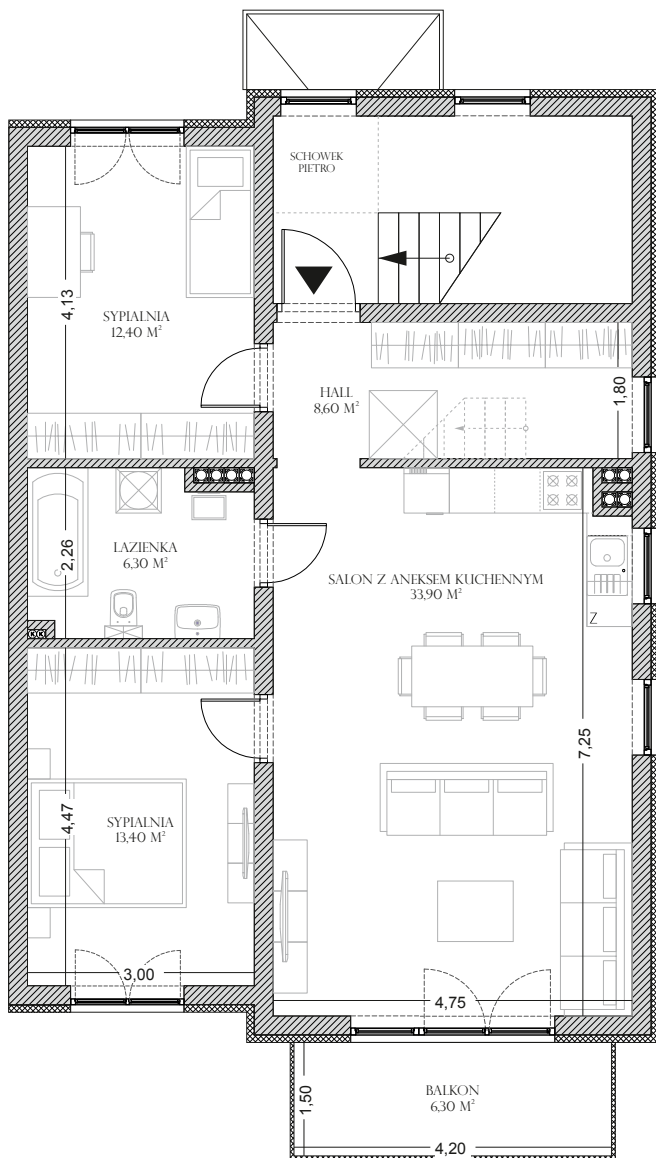 SCHOWEK
PIETRO
4,13
SYPIALNIA
12,40 M²
HALL
8,60 M²
1,80
2,26
LAZIENKA
6,30 M²
SALON Z ANEKSEM KUCHENNYM
33,90 M²
Z
7,25
4,47
SYPIALNIA
13,40 M²
3,00
4,75
1,50
BALKON
6,30 M²
4,20